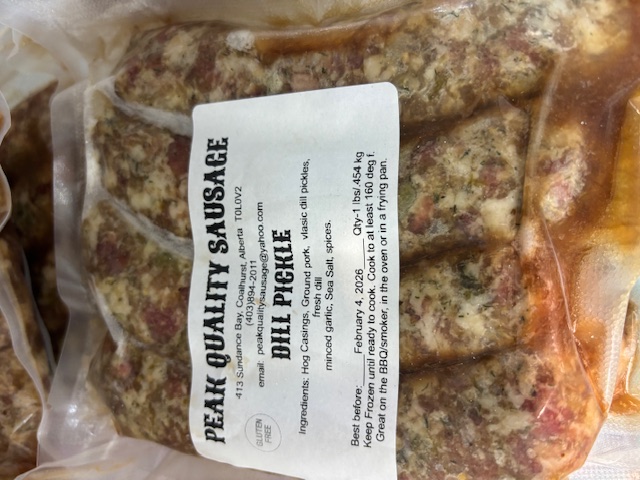 PEAK QUALITY SAUSAGE
413 Sundance Bay, Coalhurst, Alberta T0L0V2
(403)894-2011
email: peakqualitysausage@yahoo.com
DILL PICKLE
GLUTEN
FREE
Ingredients: Hog Casings, Ground pork, vlasic dill pickles,
fresh dill
minced garlic, Sea Salt, spices.
Best before: February 4, 2026 Qty-1 lbs/.454 kg
Keep Frozen until ready to cook. Cook to at least 160 deg f.
Great on the BBQ/smoker, in the oven or in a frying pan.